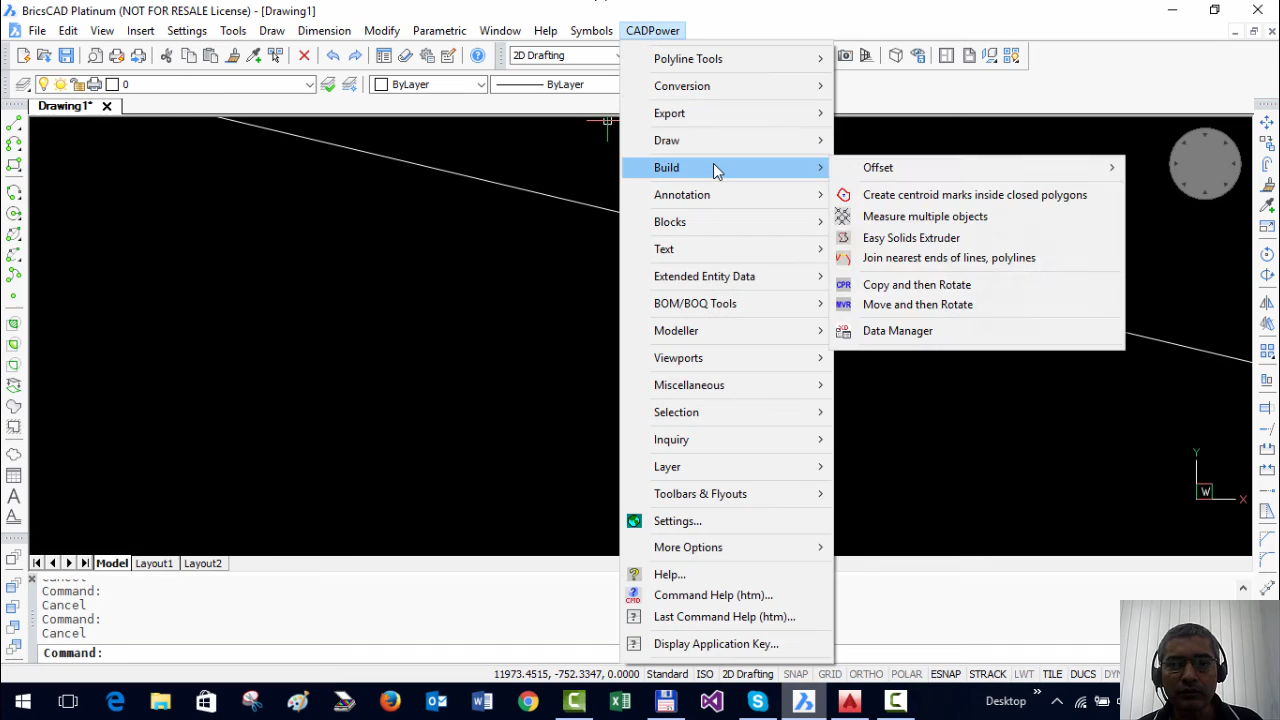 BricsCAD Platinum (NOT FOR RESALE License) - [Drawing1]
File Edit View Insert Settings Tools Draw Dimension Modify Parametric Window Help Symbols CADPower
2D Drafting
0 ByLayer ByLayer
Drawing1*
Polyline Tools
Conversion
Export
Draw
Build
Annotation
Blocks
Text
Extended Entity Data
BOM/BOQ Tools
Modeller
Viewports
Miscellaneous
Selection
Inquiry
Layer
Toolbars & Flyouts
Settings...
More Options
Help...
Command Help (htm)...
Last Command Help (htm)...
Display Application Key...
Offset
Create centroid marks inside closed polygons
Measure multiple objects
Easy Solids Extruder
Join nearest ends of lines, polylines
CPR Copy and then Rotate
MVR Move and then Rotate
Data Manager
Y
W X
Model Layout1 Layout2
Cancel
Command:
Cancel
Command:
Cancel
Command:
11973.4515, -752.3347, 0.0000 Standard ISO 2D Drafting SNAP GRID ORTHO POLAR ESNAP STRACK LWT TILE DUCS
Desktop